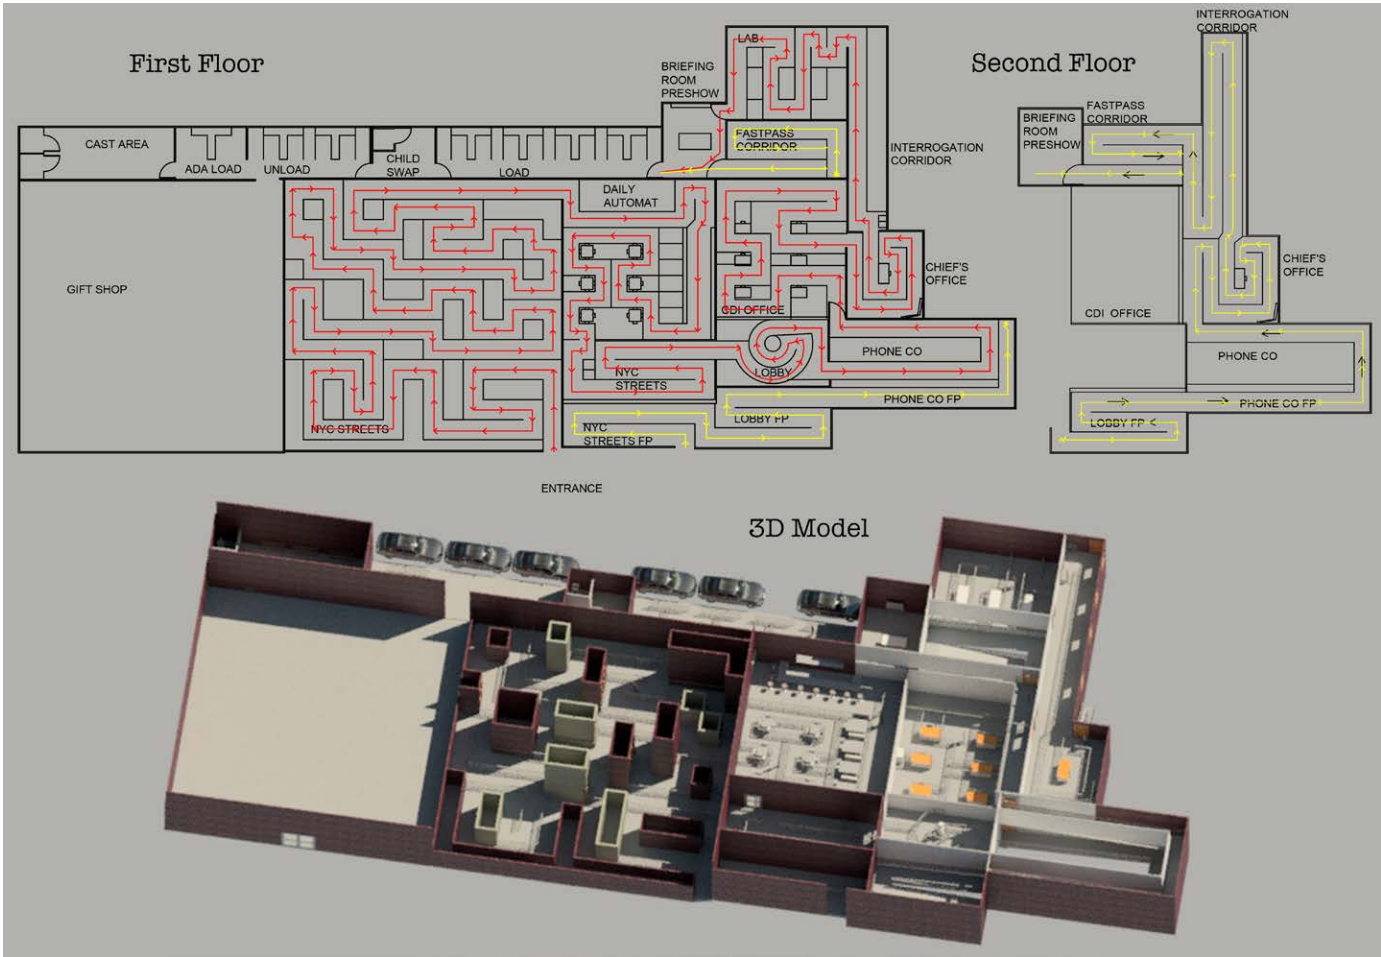 First Floor
CAST AREA
ADA LOAD
UNLOAD
CHILD
SWAP
LOAD
BRIEFING
ROOM
PRESHOW
LAB
FASTPASS
CORRIDOR
INTERROGATION
CORRIDOR
DAILY
AUTOMAT
GIFT SHOP
CDI OFFICE
CHIEF'S
OFFICE
PHONE CO
LOBBY
NYC
STREETS
NYC STREETS
PHONE CO FP
LOBBY FP
NYC
STREETS FP
ENTRANCE
Second Floor
INTERROGATION
CORRIDOR
FASTPASS
CORRIDOR
BRIEFING
ROOM
PRESHOW
CHIEF'S
OFFICE
CDI OFFICE
PHONE CO
PHONE CO FP
LOBBY FP
3D Model